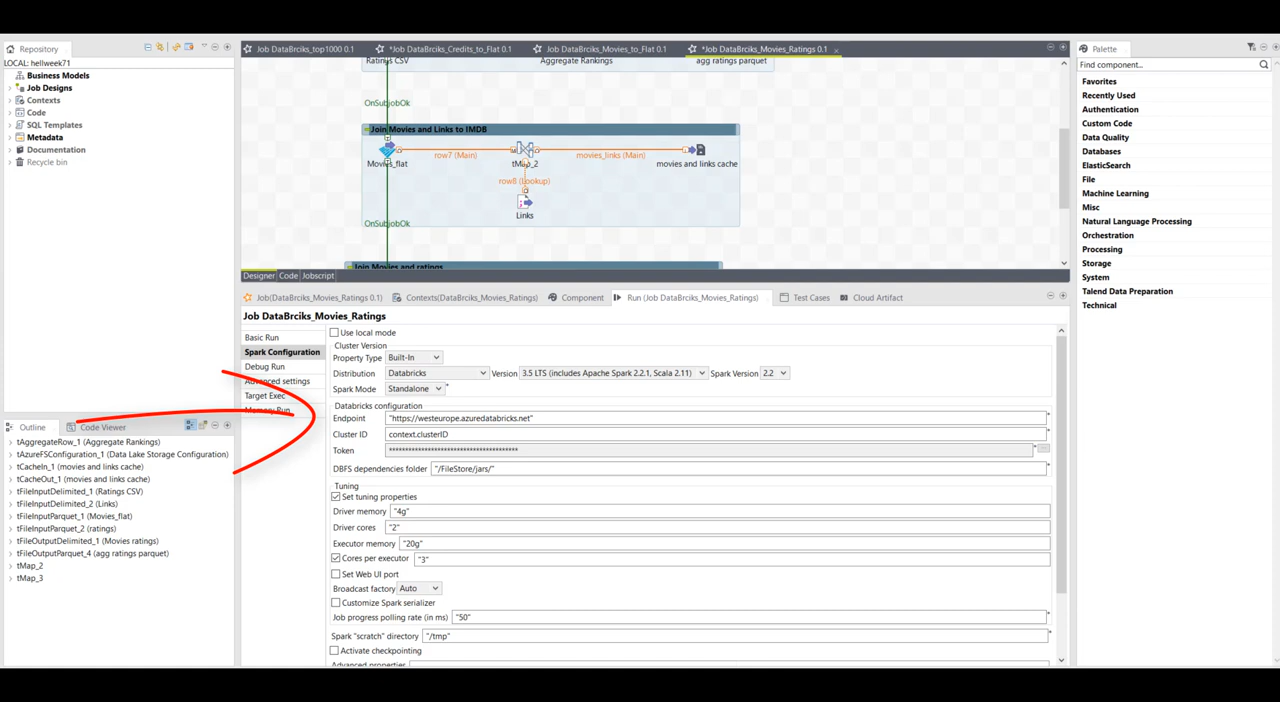 Repository
LOCAL: hellweek71
Business Models
Job Designs
Contexts
Code
SQL Templates
Metadata
Documentation
Recycle bin
Outline
Code Viewer
tAggregateRow_1 (Aggregate Rankings)
tAzureFSConfiguration_1 (Data Lake Storage Configuration)
tCacheIn_1 (movies and links cache)
tCacheOut_1 (movies and links cache)
tFileInputDelimited_1 (Ratings CSV)
tFileInputDelimited_2 (Links)
tFileInputParquet_1 (Movies_flat)
tFileInputParquet_2 (ratings)
tFileOutputDelimited_1 (Movies ratings)
tFileOutputParquet_4 (agg ratings parquet)
tMap_2
tMap_3
Job DataBrciks_top1000 0.1
*Job DataBrciks_Credits_to_Flat 0.1
Job DataBrciks_Movies_to_Flat 0.1
*Job DataBrciks_Movies_Ratings 0.1
Ratings CSV
Aggregate Rankings
agg ratings parquet
OnSubjobOk
Join Movies and Links to IMDB
Movies_flat
row7 (Main)
tMap_2
movies_links (Main)
movies and links cache
row8 (Lookup)
Links
OnSubjobOk
Join Movies and ratings
Designer
Code
Jobscript
Job(DataBrciks_Movies_Ratings 0.1)
Contexts(DataBrciks_Movies_Ratings)
Component
Run (Job DataBrciks_Movies_Ratings)
Test Cases
Cloud Artifact
Job DataBrciks_Movies_Ratings
Basic Run
Spark Configuration
Debug Run
Advanced settings
Target Exec
Memory Run
Use local mode
Cluster Version
Property Type Built-In
Distribution Databricks Version 3.5 LTS (includes Apache Spark 2.2.1, Scala 2.11) Spark Version 2.2
Spark Mode Standalone *
Databricks configuration
Endpoint "https://westeurope.azuredatabricks.net" *
Cluster ID context.clusterID *
Token ****************************************
DBFS dependencies folder "/FileStore/jars/" *
Tuning
Set tuning properties
Driver memory "4g"
Driver cores "2"
Executor memory "20g"
Cores per executor "3"
Set Web UI port
Broadcast factory Auto
Customize Spark serializer
Job progress polling rate (in ms) "50" *
Spark "scratch" directory "/tmp" *
Activate checkpointing
Advanced properties
Palette
Find component...
Favorites
Recently Used
Authentication
Custom Code
Data Quality
Databases
ElasticSearch
File
Machine Learning
Misc
Natural Language Processing
Orchestration
Processing
Storage
System
Talend Data Preparation
Technical